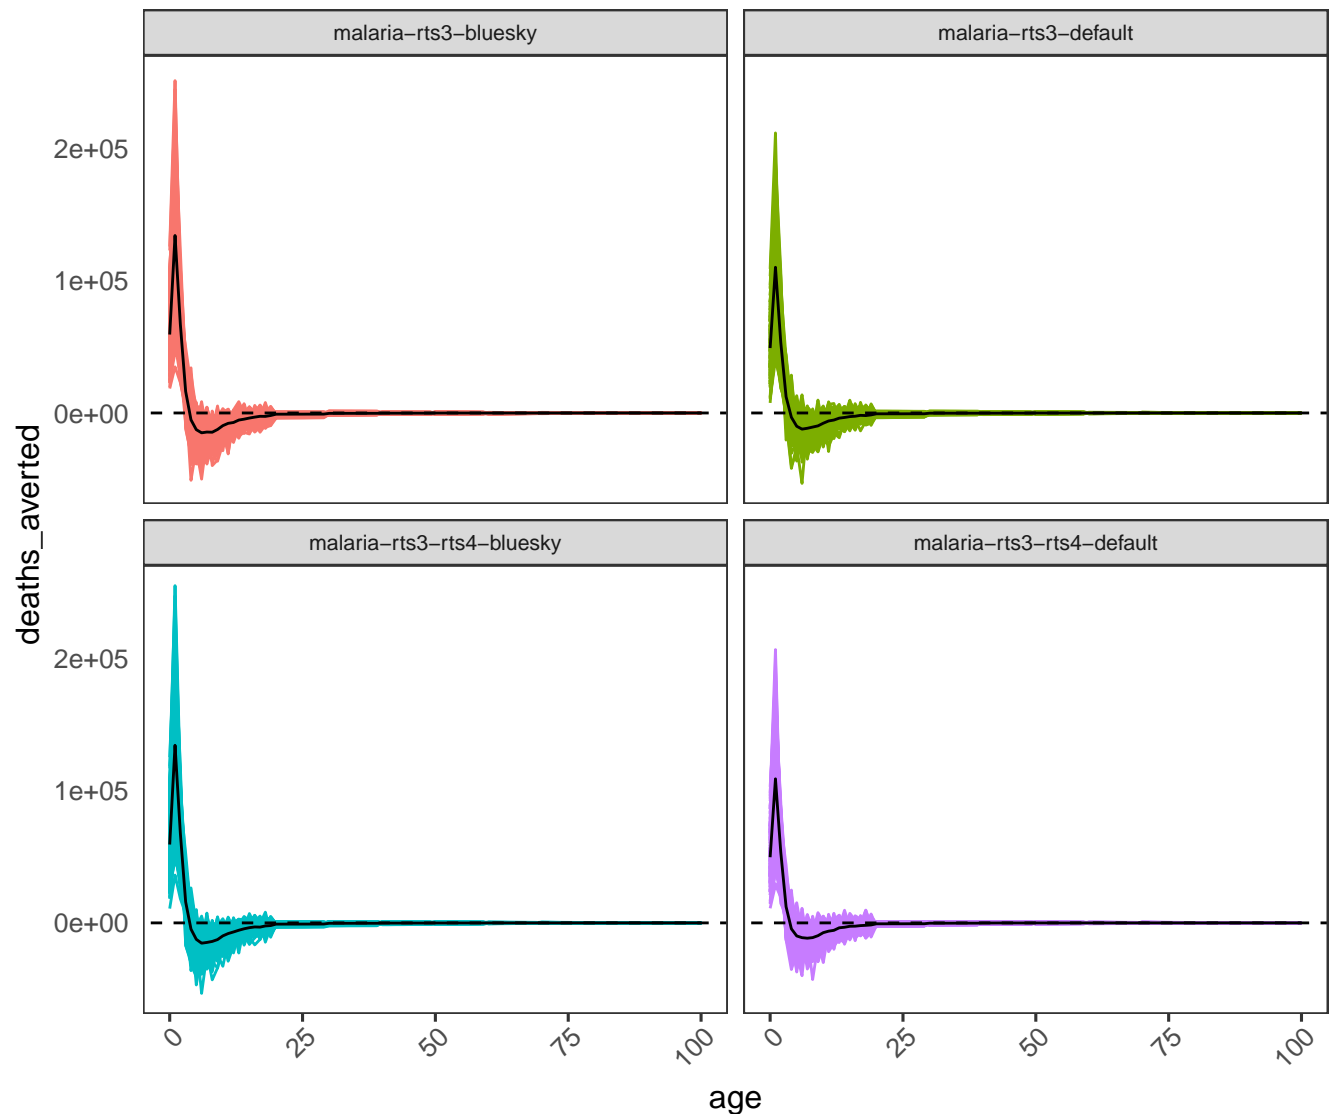 malaria−rts3−bluesky
malaria−rts3−default
2e+05
1e+05
0e+00
malaria−rts3−rts4−bluesky
malaria−rts3−rts4−default
2e+05
1e+05
0e+00
deaths_averted
0
25
50
75
100
0
25
50
75
100
age